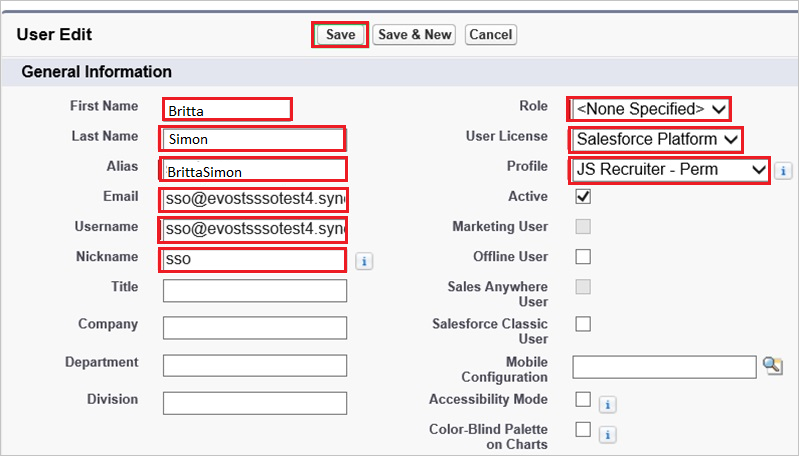 User Edit
Save
Save & New
Cancel
General Information
First Name
Britta
Last Name
Simon
Alias
BrittaSimon
Email
sso@evostssotest4.syn
Username
sso@evostssotest4.syn
Nickname
sso
Title
Company
Department
Division
Role
<None Specified>
User License
Salesforce Platform
Profile
JS Recruiter - Perm
Active
Marketing User
Offline User
Sales Anywhere
User
Salesforce Classic
User
Mobile
Configuration
Accessibility Mode
Color-Blind Palette
on Charts